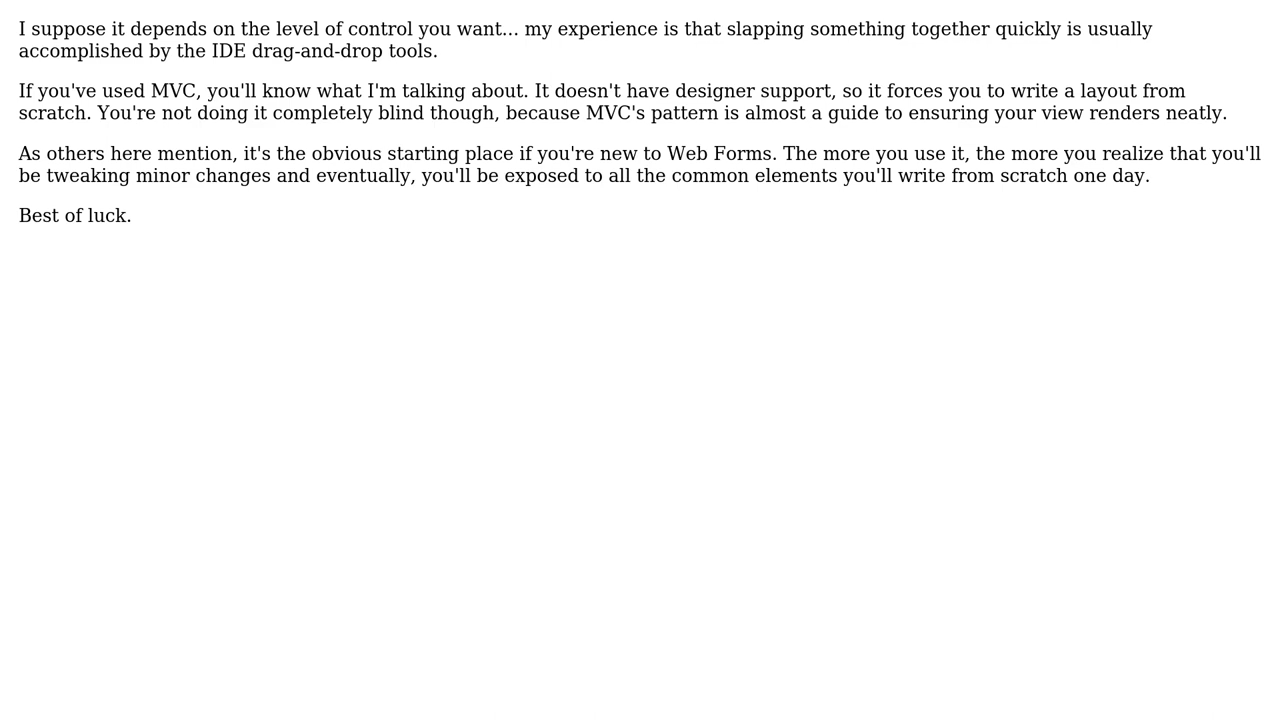 I suppose it depends on the level of control you want... my experience is that slapping something together quickly is usually
accomplished by the IDE drag-and-drop tools.
If you've used MVC, you'll know what I'm talking about. It doesn't have designer support, so it forces you to write a layout from
scratch. You're not doing it completely blind though, because MVC's pattern is almost a guide to ensuring your view renders neatly.
As others here mention, it's the obvious starting place if you're new to Web Forms. The more you use it, the more you realize that you'll
be tweaking minor changes and eventually, you'll be exposed to all the common elements you'll write from scratch one day.
Best of luck.